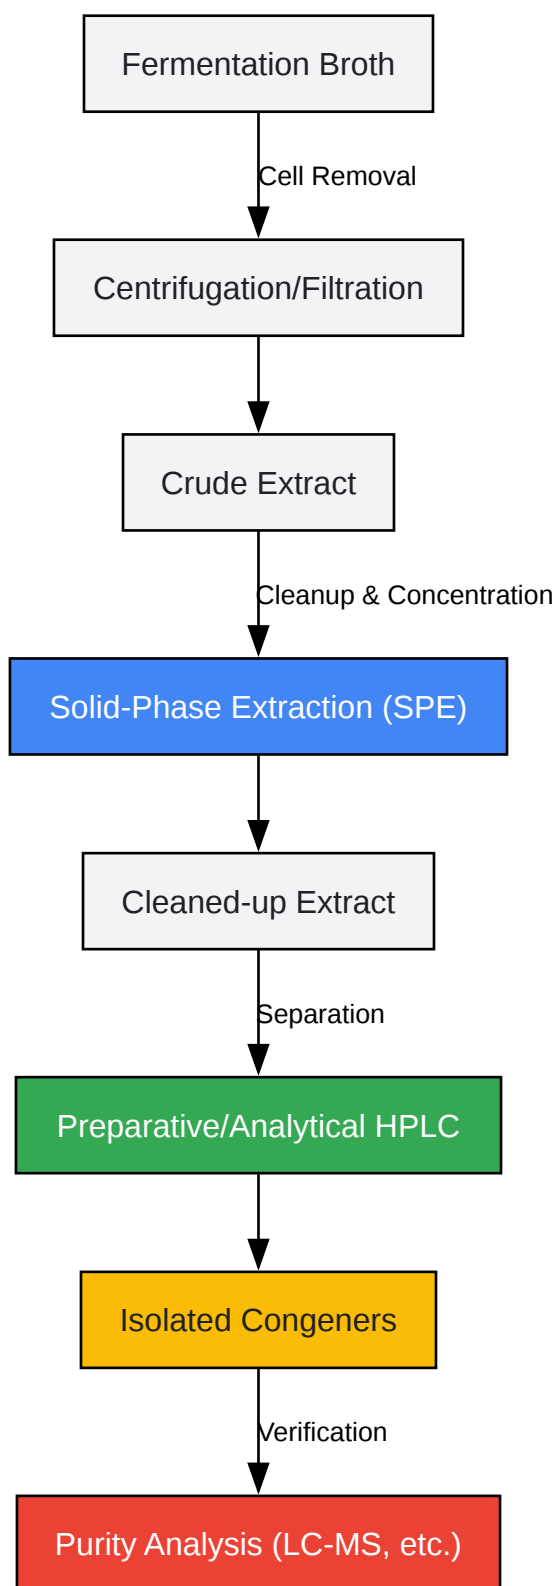 Fermentation Broth
Cell Removal
Centrifugation/Filtration
Crude Extract
Cleanup & Concentration
Solid-Phase Extraction (SPE)
Cleaned-up Extract
Separation
Preparative/Analytical HPLC
Isolated Congeners
Verification
Purity Analysis (LC-MS, etc.)